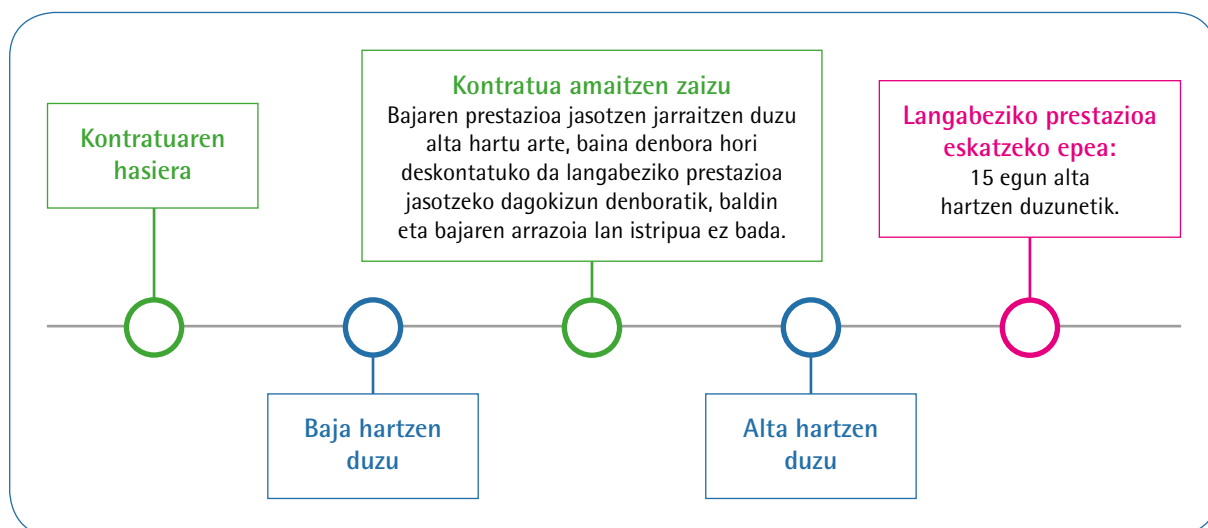 Kontratuaren
hasiera
Baja hartzen
duzu
Kontratua amaitzen zaizu
Bajaren prestazioa jasotzen jarraitzen duzu
alta hartu arte, baina denbora hori
deskontatuko da langabeziko prestazioa
jasotzeko dagokizun denboratik, baldin
eta bajaren arrazoia lan istripua ez bada.
Alta hartzen
duzu
Langabeziko prestazioa
eskatzeko epea:
15 egun alta
hartzen duzunetik.